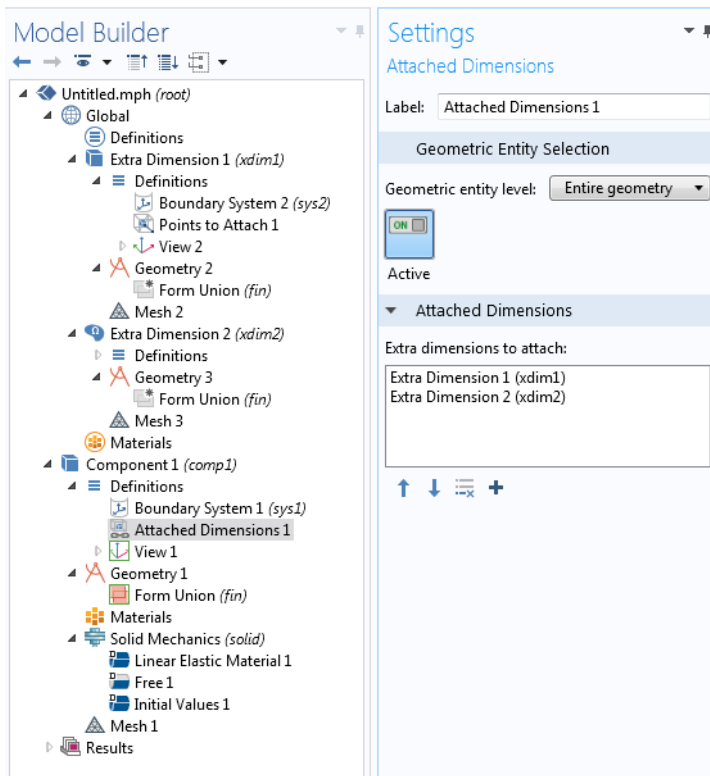 Model Builder
Untitled.mph (root)
Global
Definitions
Extra Dimension 1 (xdim1)
Definitions
Boundary System 2 (sys2)
Points to Attach 1
View 2
Geometry 2
Form Union (fin)
Mesh 2
Extra Dimension 2 (xdim2)
Definitions
Geometry 3
Form Union (fin)
Mesh 3
Materials
Component 1 (comp1)
Definitions
Boundary System 1 (sys1)
Attached Dimensions 1
View 1
Geometry 1
Form Union (fin)
Materials
Solid Mechanics (solid)
Linear Elastic Material 1
Free 1
Initial Values 1
Mesh 1
Results
Settings
Attached Dimensions
Label: Attached Dimensions 1
Geometric Entity Selection
Geometric entity level: Entire geometry
ON
Active
Attached Dimensions
Extra dimensions to attach:
Extra Dimension 1 (xdim1)
Extra Dimension 2 (xdim2)